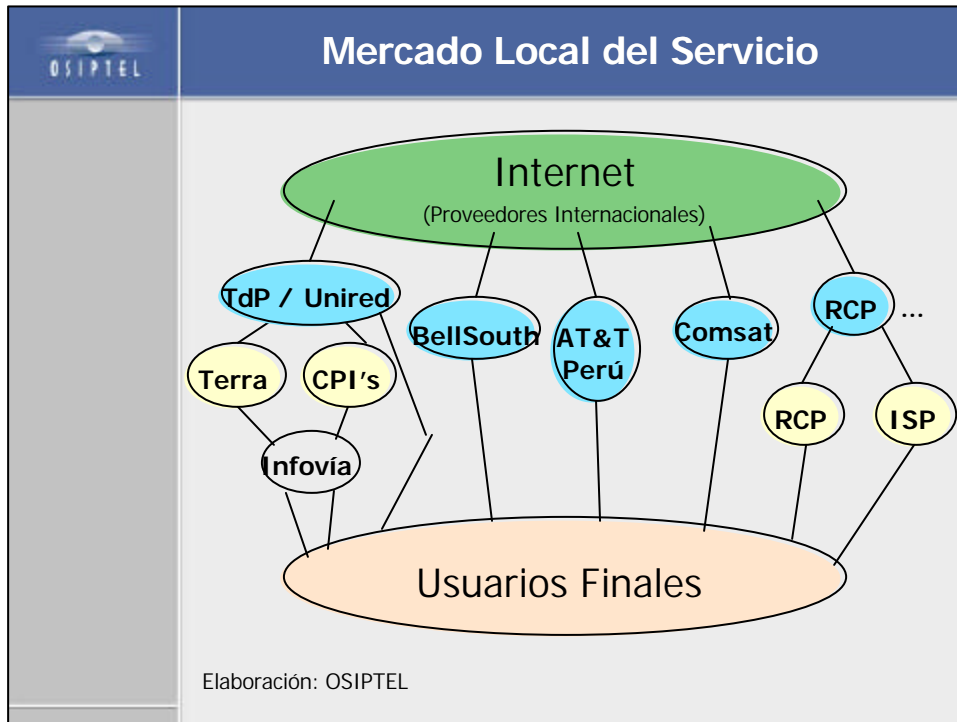 OSIPTEL
Mercado Local del Servicio
Internet
(Proveedores Internacionales)
TdP / Unired
BellSouth
AT&T
Perú
Comsat
RCP ...
Terra
CPI's
RCP
ISP
Infovía
Usuarios Finales
Elaboración: OSIPTEL